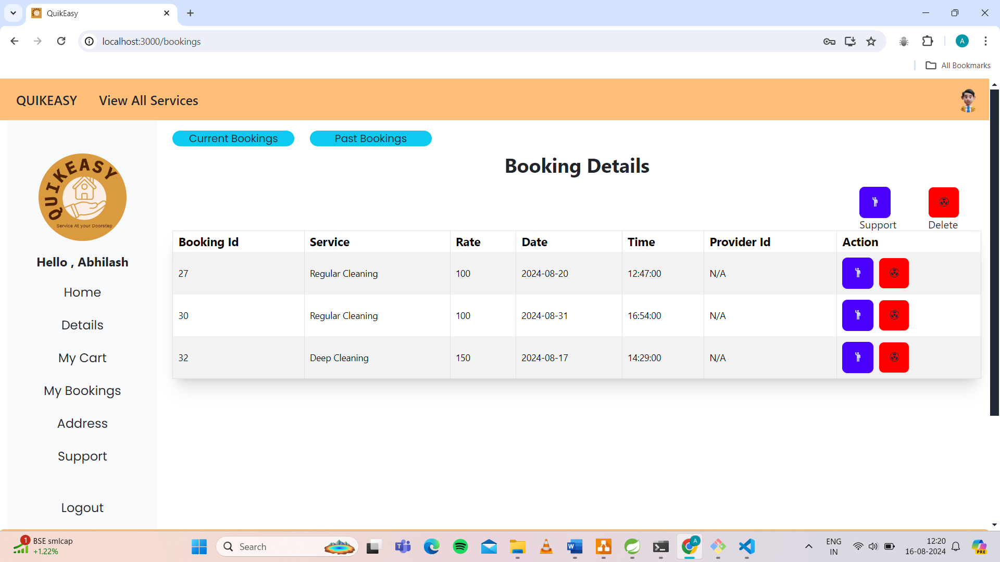 QuikEasy
localhost:3000/bookings
A
All Bookmarks
QUIKEASY View All Services
Current Bookings Past Bookings
Booking Details
Support Delete
QUIKEASY
Service At your Doorstep
Hello , Abhilash
Home
Details
My Cart
My Bookings
Address
Support
Logout
Booking Id Service Rate Date Time Provider Id Action
27 Regular Cleaning 100 2024-08-20 12:47:00 N/A
30 Regular Cleaning 100 2024-08-31 16:54:00 N/A
32 Deep Cleaning 150 2024-08-17 14:29:00 N/A
1 BSE smlcap
+1.22%
Search
A
ENG
IN
12:20
16-08-2024
PRE